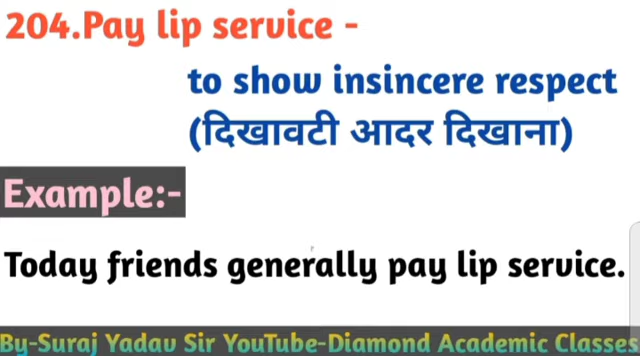 204.Pay lip service -
to show insincere respect
(दिखावटी आदर दिखाना)
Example:-
Today friends generally pay lip service.
By-Suraj Yadav Sir YouTube-Diamond Academic Classes